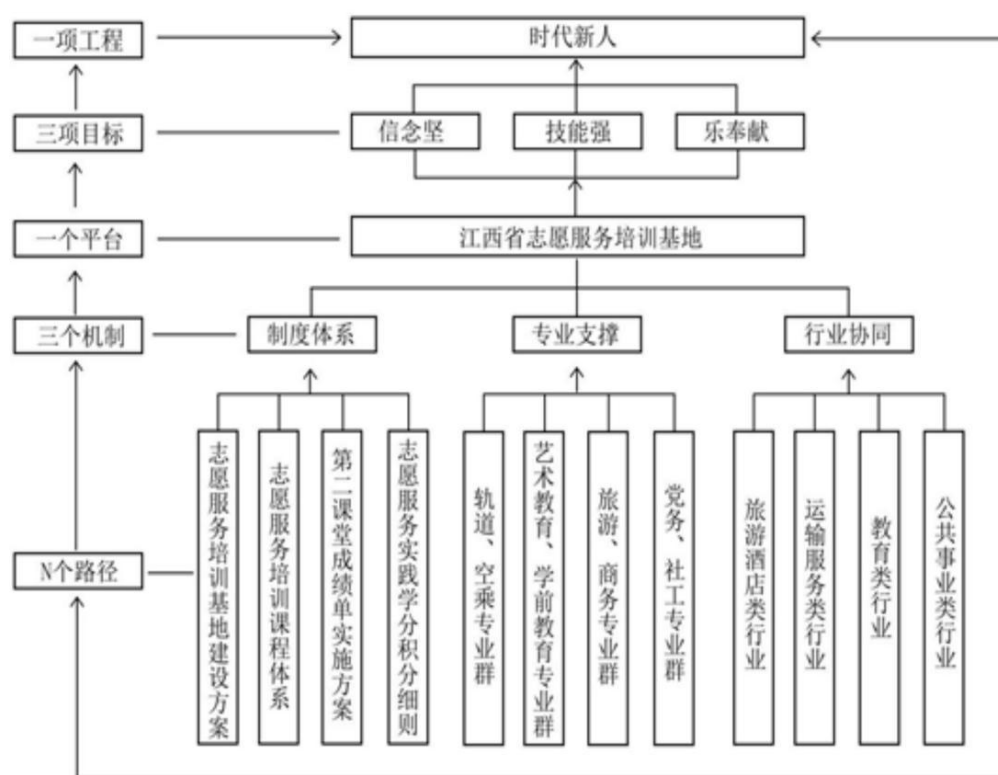 一项工程
时代新人
三项目标
信念坚
技能强
乐奉献
一个平台
江西省志愿服务培训基地
三个机制
制度体系
专业支撑
行业协同
N个路径
志愿服务培训基地建设方案
志愿服务培训课程体系
第二课堂成绩单实施方案
志愿服务实践学分积分细则
轨道、空乘专业群
艺术教育、学前教育专业群
旅游、商务专业群
党务、社工专业群
旅游酒店类行业
运输服务类行业
教育类行业
公共事业类行业